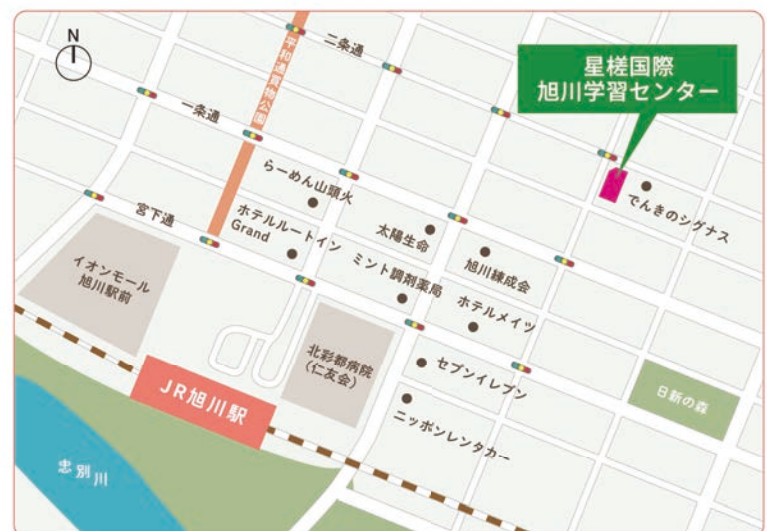 N
二条通
平和通買物公園
一条通
星槎国際
旭川学習センター
でんきのシグナス
らーめん山頭火
宮下通
ホテルルートイン
Grand
太陽生命
旭川練成会
ミント調剤薬局
ホテルメイツ
イオンモール
旭川駅前
北彩都病院
(仁友会)
セブンイレブン
日新の森
JR旭川駅
ニッポンレンタカー
忠別川